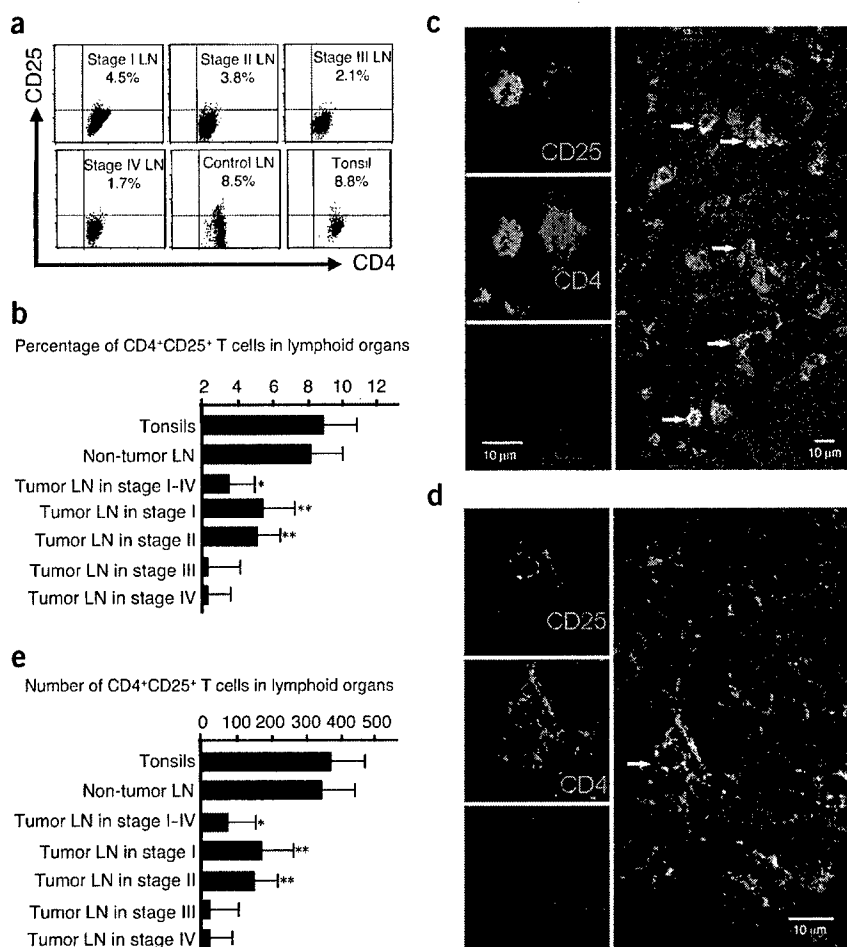 a
CD25
Stage I LN
4.5%
Stage II LN
3.8%
Stage III LN
2.1%
Stage IV LN
1.7%
Control LN
8.5%
Tonsil
8.8%
CD4
b
Percentage of CD4⁺CD25⁺ T cells in lymphoid organs
2 4 6 8 10 12
Tonsils
Non-tumor LN
Tumor LN in stage I–IV *
Tumor LN in stage I **
Tumor LN in stage II **
Tumor LN in stage III
Tumor LN in stage IV
e
Number of CD4⁺CD25⁺ T cells in lymphoid organs
0 100 200 300 400 500
Tonsils
Non-tumor LN
Tumor LN in stage I–IV *
Tumor LN in stage I **
Tumor LN in stage II **
Tumor LN in stage III
Tumor LN in stage IV
c
CD25
CD4
10 µm
10 µm
d
CD25
CD4
10 µm